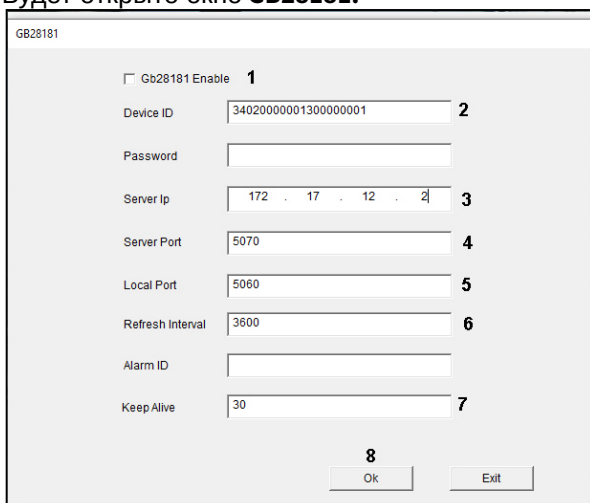 Будет открыто окно GB28181.
GB28181
Gb28181 Enable 1
Device ID 34020000001300000001 2
Password
Server Ip 172 . 17 . 12 . 2 3
Server Port 5070 4
Local Port 5060 5
Refresh Interval 3600 6
Alarm ID
Keep Alive 30 7
8
Ok Exit